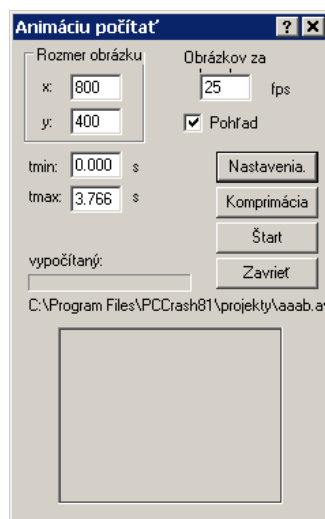 Animáciu počítať
Rozmer obrázku
x: 800
y: 400
Obrázkov za
25 fps
Pohľad
tmin: 0.000 s
tmax: 3.766 s
Nastavenia.
Komprimácia
Štart
Zavrieť
vypočítaný:
C:\Program Files\PCCrash81\projekty\aaab.av